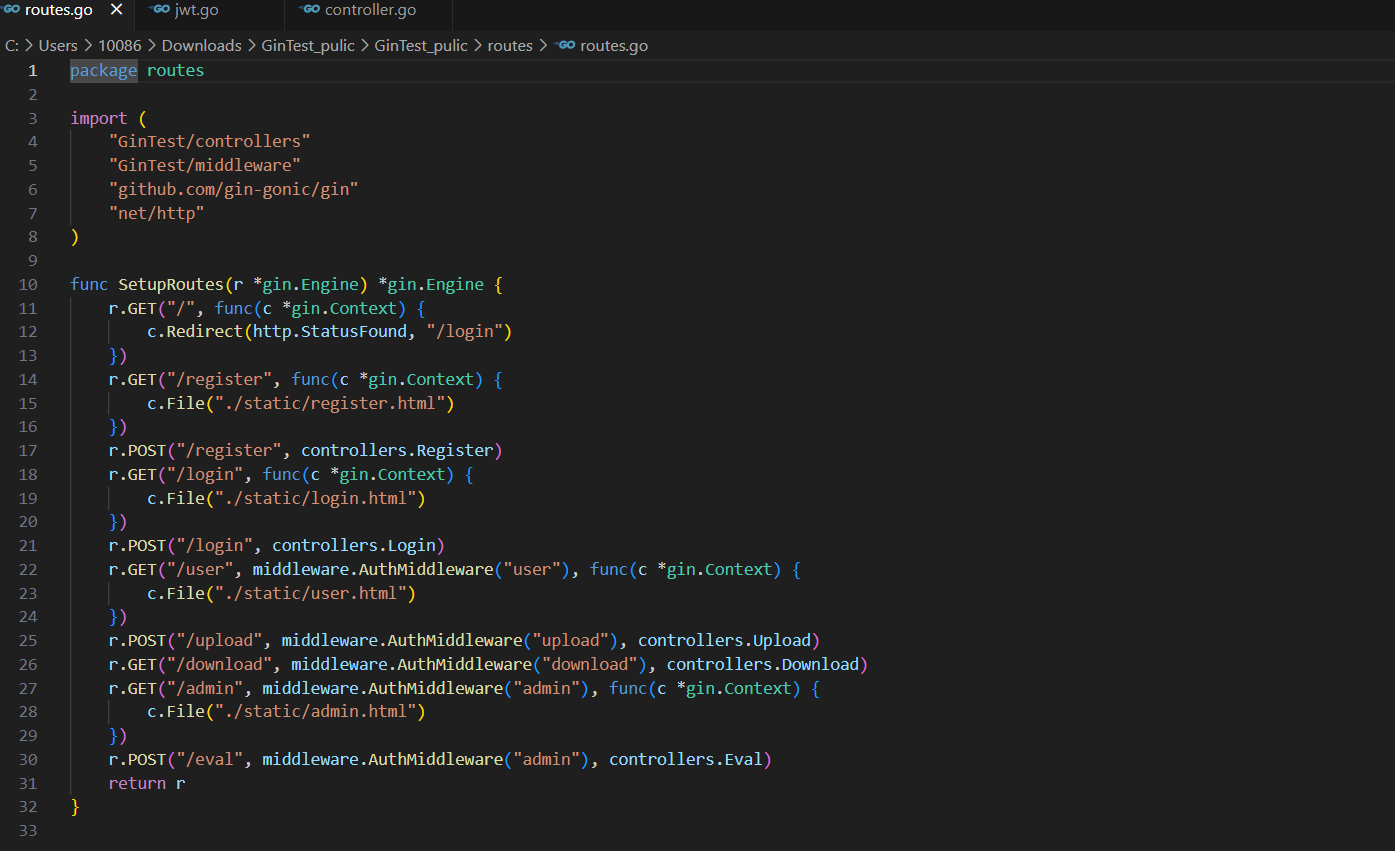 GO routes.go ✕ GO jwt.go GO controller.go
C: > Users > 10086 > Downloads > GinTest_pulic > GinTest_pulic > routes > GO routes.go
1 package routes
2
3 import (
4     "GinTest/controllers"
5     "GinTest/middleware"
6     "github.com/gin-gonic/gin"
7     "net/http"
8 )
9
10 func SetupRoutes(r *gin.Engine) *gin.Engine {
11     r.GET("/", func(c *gin.Context) {
12         c.Redirect(http.StatusFound, "/login")
13     })
14     r.GET("/register", func(c *gin.Context) {
15         c.File("./static/register.html")
16     })
17     r.POST("/register", controllers.Register)
18     r.GET("/login", func(c *gin.Context) {
19         c.File("./static/login.html")
20     })
21     r.POST("/login", controllers.Login)
22     r.GET("/user", middleware.AuthMiddleware("user"), func(c *gin.Context) {
23         c.File("./static/user.html")
24     })
25     r.POST("/upload", middleware.AuthMiddleware("upload"), controllers.Upload)
26     r.GET("/download", middleware.AuthMiddleware("download"), controllers.Download)
27     r.GET("/admin", middleware.AuthMiddleware("admin"), func(c *gin.Context) {
28         c.File("./static/admin.html")
29     })
30     r.POST("/eval", middleware.AuthMiddleware("admin"), controllers.Eval)
31     return r
32 }
33